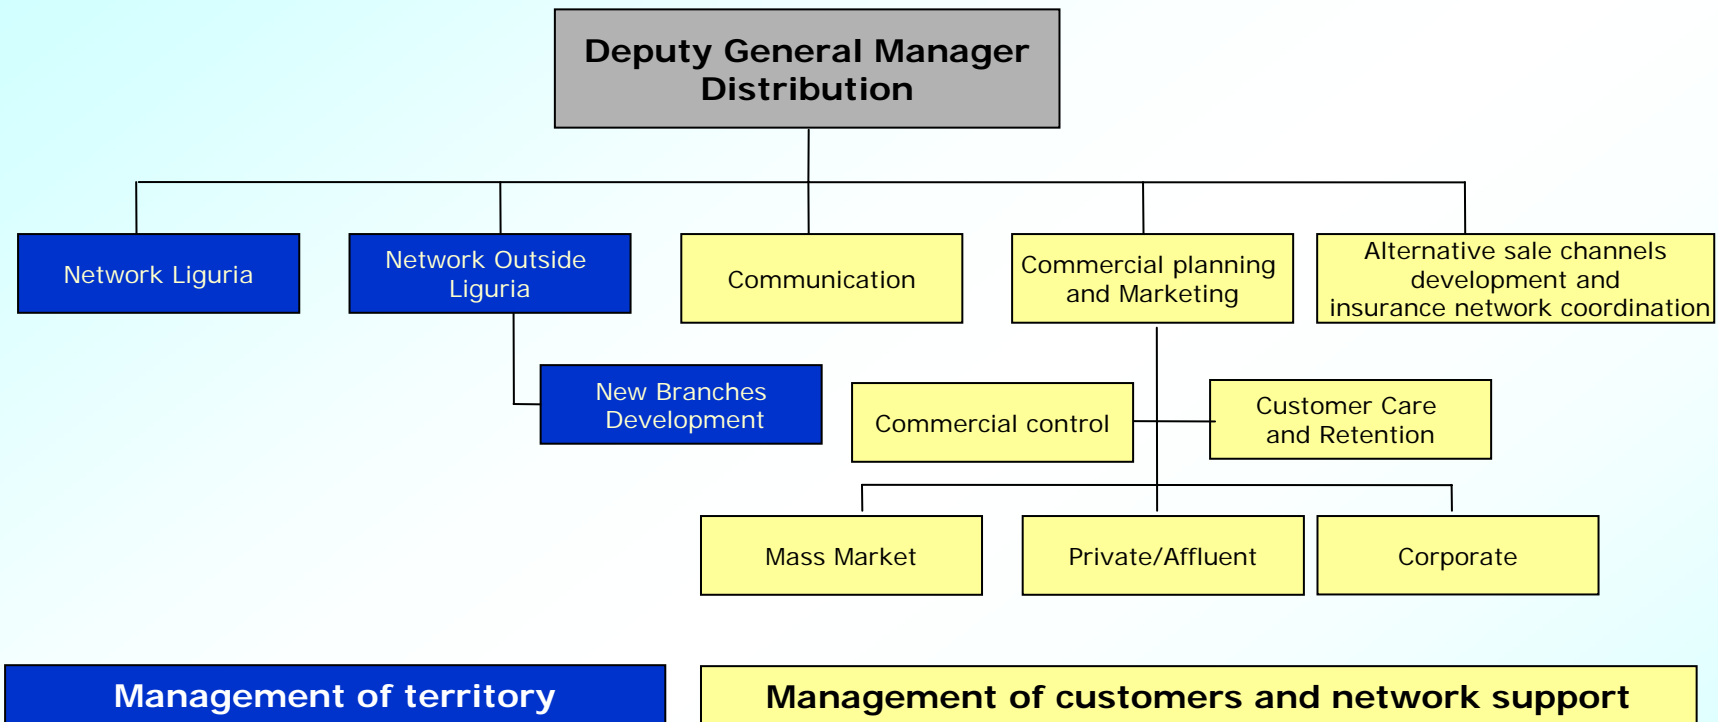 Deputy General Manager
Distribution
Network Liguria
Network Outside
Liguria
Communication
Commercial planning
and Marketing
Alternative sale channels
development and
insurance network coordination
New Branches
Development
Commercial control
Customer Care
and Retention
Mass Market
Private/Affluent
Corporate
Management of territory
Management of customers and network support